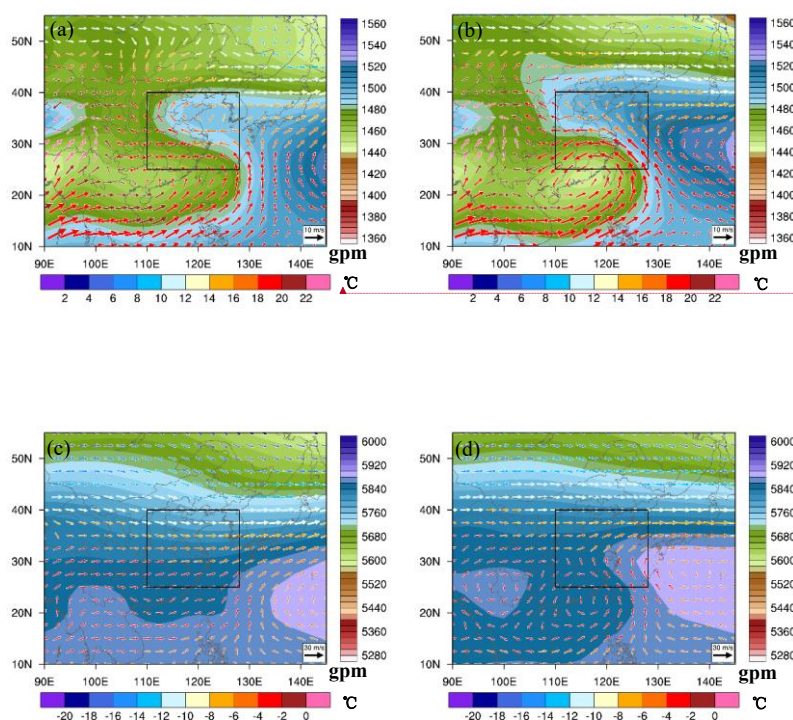 (a)
55N
50N
40N
30N
20N
10N
90E 100E 110E 120E 130E 140E
10 m/s
1560
1540
1520
1500
1480
1460
1440
1420
1400
1380
1360
gpm
2 4 6 8 10 12 14 16 18 20 22
℃
(b)
50N
40N
30N
20N
10N
90E 100E 110E 120E 130E 140E
10 m/s
1560
1540
1520
1500
1480
1460
1440
1420
1400
1380
1360
gpm
2 4 6 8 10 12 14 16 18 20 22
℃
(c)
50N
40N
30N
20N
10N
90E 100E 110E 120E 130E 140E
30 m/s
6000
5920
5840
5760
5680
5600
5520
5440
5360
5280
gpm
-20 -18 -16 -14 -12 -10 -8 -6 -4 -2 0
℃
(d)
50N
40N
30N
20N
10N
90E 100E 110E 120E 130E 140E
30 m/s
6000
5920
5840
5760
5680
5600
5520
5440
5360
5280
gpm
-20 -18 -16 -14 -12 -10 -8 -6 -4 -2 0
℃